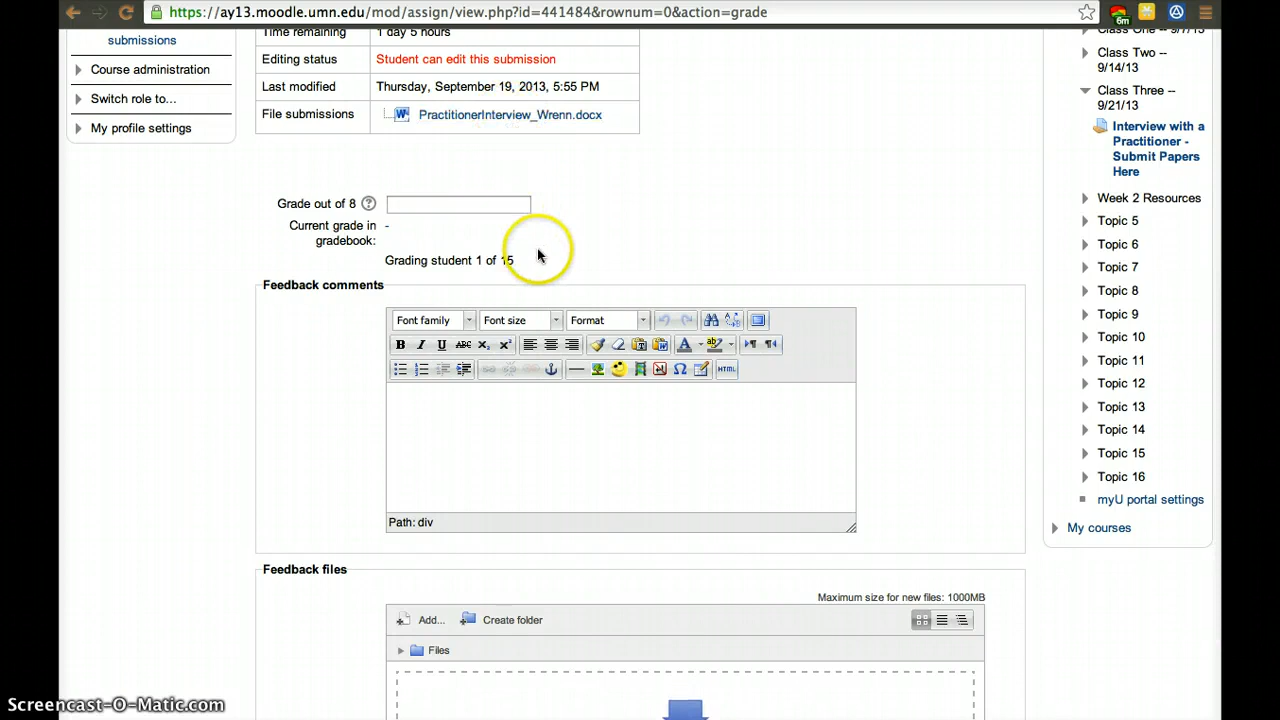 https://ay13.moodle.umn.edu/mod/assign/view.php?id=441484&rownum=0&action=grade
6m
submissions
Course administration
Switch role to...
My profile settings
Time remaining 1 day 5 hours
Editing status Student can edit this submission
Last modified Thursday, September 19, 2013, 5:55 PM
File submissions PractitionerInterview_Wrenn.docx
Grade out of 8
Current grade in
gradebook:
-
Grading student 1 of 15
Feedback comments
Font family Font size Format
B I U ABC x₂ x²
HTML
Path: div
Feedback files
Maximum size for new files: 1000MB
Add... Create folder
Files
Class One -- 9/7/13
Class Two --
9/14/13
Class Three --
9/21/13
Interview with a
Practitioner -
Submit Papers
Here
Week 2 Resources
Topic 5
Topic 6
Topic 7
Topic 8
Topic 9
Topic 10
Topic 11
Topic 12
Topic 13
Topic 14
Topic 15
Topic 16
myU portal settings
My courses
Screencast-O-Matic.com